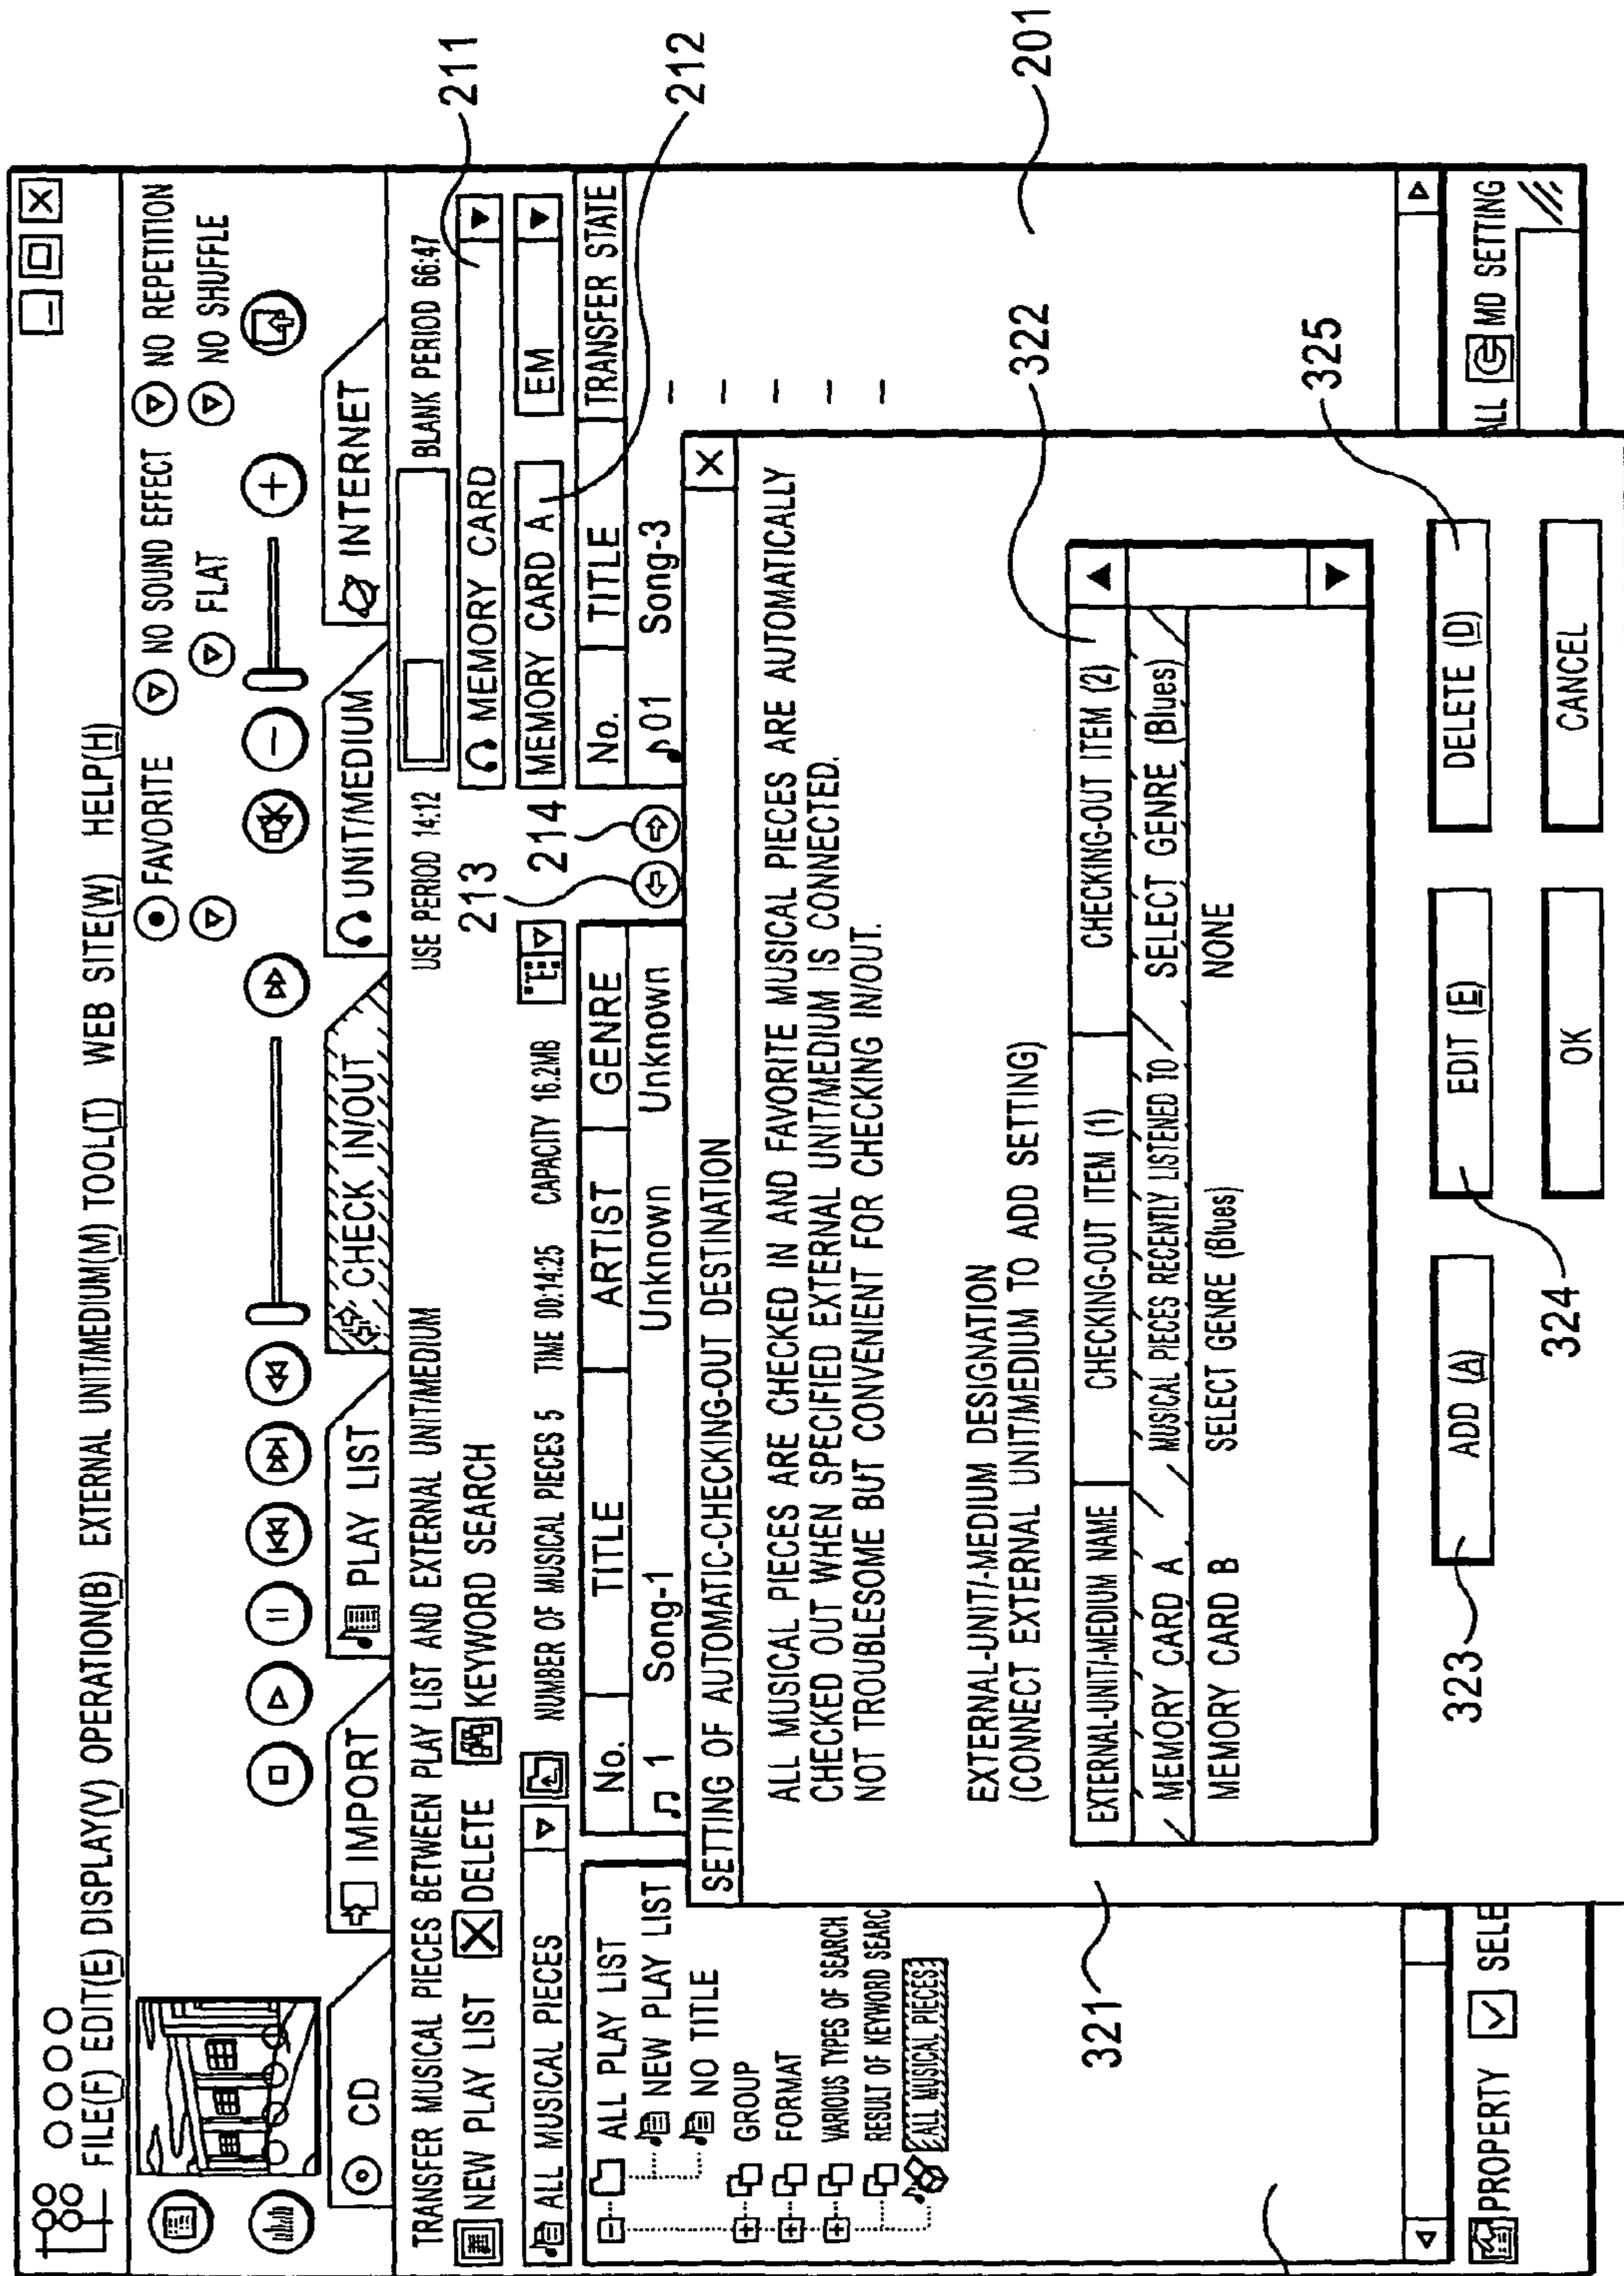 ○○○○
FILE(F) EDIT(E) DISPLAY(V) OPERATION(B) EXTERNAL UNIT/MEDIUM(M) TOOL(T) WEB SITE(W) HELP(H)
FAVORITE NO SOUND EFFECT NO REPETITION
FLAT NO SHUFFLE
CD IMPORT PLAY LIST CHECK IN/OUT UNIT/MEDIUM INTERNET
TRANSFER MUSICAL PIECES BETWEEN PLAY LIST AND EXTERNAL UNIT/MEDIUM
USE PERIOD 14:12 BLANK PERIOD 66:47
NEW PLAY LIST DELETE KEYWORD SEARCH
MEMORY CARD
211
213
ALL MUSICAL PIECES
NUMBER OF MUSICAL PIECES 5 TIME 00:14:25 CAPACITY 16.2MB
214
MEMORY CARD A EM
212
ALL PLAY LIST
NEW PLAY LIST
NO TITLE
GROUP
FORMAT
VARIOUS TYPES OF SEARCH
RESULT OF KEYWORD SEARC
ALL MUSICAL PIECES
No. TITLE ARTIST GENRE
1 Song-1 Unknown Unknown
No. TITLE TRANSFER STATE
01 Song-3 -
-
-
-
-
SETTING OF AUTOMATIC-CHECKING-OUT DESTINATION
ALL MUSICAL PIECES ARE CHECKED IN AND FAVORITE MUSICAL PIECES ARE AUTOMATICALLY
CHECKED OUT WHEN SPECIFIED EXTERNAL UNIT/MEDIUM IS CONNECTED.
NOT TROUBLESOME BUT CONVENIENT FOR CHECKING IN/OUT.
201
EXTERNAL-UNIT/-MEDIUM DESIGNATION
(CONNECT EXTERNAL UNIT/MEDIUM TO ADD SETTING)
322
321
EXTERNAL-UNIT/-MEDIUM NAME CHECKING-OUT ITEM (1) CHECKING-OUT ITEM (2)
MEMORY CARD A MUSICAL PIECES RECENTLY LISTENED TO SELECT GENRE (Blues)
MEMORY CARD B SELECT GENRE (Blues) NONE
325
ADD (A) EDIT (E) DELETE (D)
323
324
OK CANCEL
PROPERTY SELE
ALL MD SETTING